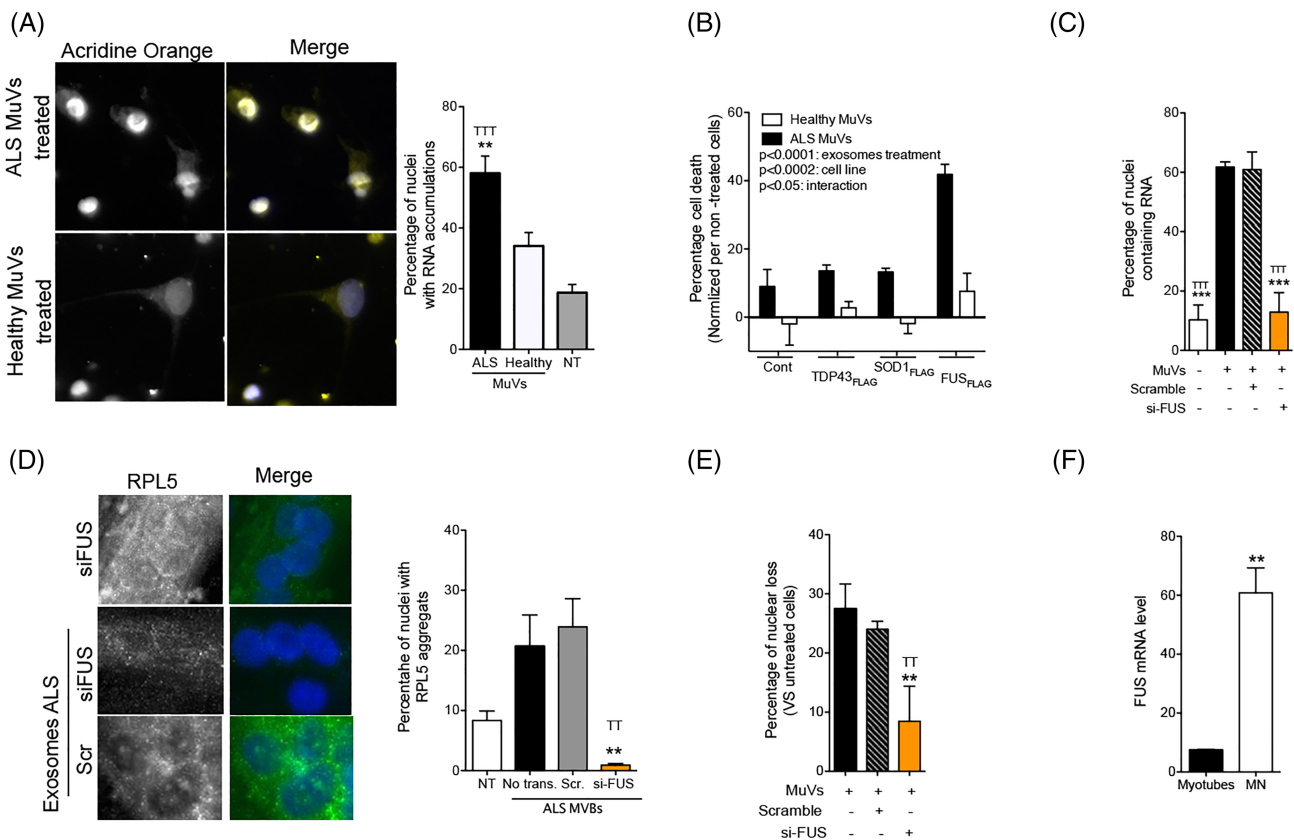 (A)
Acridine Orange
Merge
ALS MuVs
treated
Healthy MuVs
treated
Percentage of nuclei
with RNA accumulations
80
60
40
20
0
TTT
**
ALS
Healthy
NT
MuVs
(B)
Percentage cell death
(Normlized per non -treated cells)
60
40
20
0
Healthy MuVs
ALS MuVs
p<0.0001: exosomes treatment
p<0.0002: cell line
p<0.05: interaction
Cont
TDP43FLAG
SOD1FLAG
FUSFLAG
(C)
Percentage of nuclei
containing RNA
80
60
40
20
0
TTT
***
TTT
***
MuVs - + + +
Scramble - - + -
si-FUS - - - +
(D)
RPL5
Merge
siFUS
siFUS
Scr
Exosomes ALS
Percentahe of nuclei with
RPL5 aggregats
40
30
20
10
0
TT
**
NT
No trans.
Scr.
si-FUS
ALS MVBs
(E)
Percentage of nuclear loss
(VS untreated cells)
40
30
20
10
0
TT
**
MuVs + + +
Scramble - + -
si-FUS - - +
(F)
FUS mRNA level
80
60
40
20
0
**
Myotubes
MN